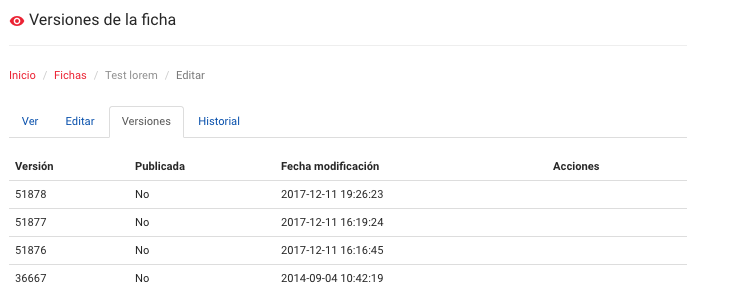 Versiones de la ficha
Inicio / Fichas / Test lorem / Editar
Ver Editar Versiones Historial
Versión Publicada Fecha modificación Acciones
51878 No 2017-12-11 19:26:23
51877 No 2017-12-11 16:19:24
51876 No 2017-12-11 16:16:45
36667 No 2014-09-04 10:42:19